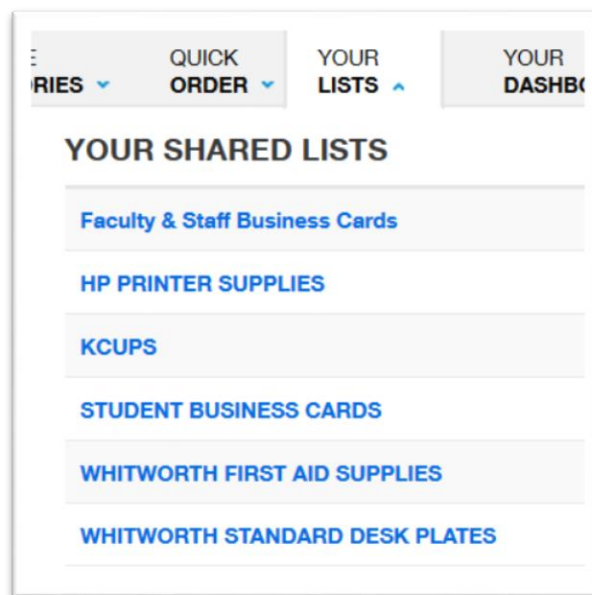 QUICK YOUR YOUR
ORDER LISTS
YOUR SHARED LISTS
Faculty & Staff Business Cards
HP PRINTER SUPPLIES
KCUPS
STUDENT BUSINESS CARDS
WHITWORTH FIRST AID SUPPLIES
WHITWORTH STANDARD DESK PLATES